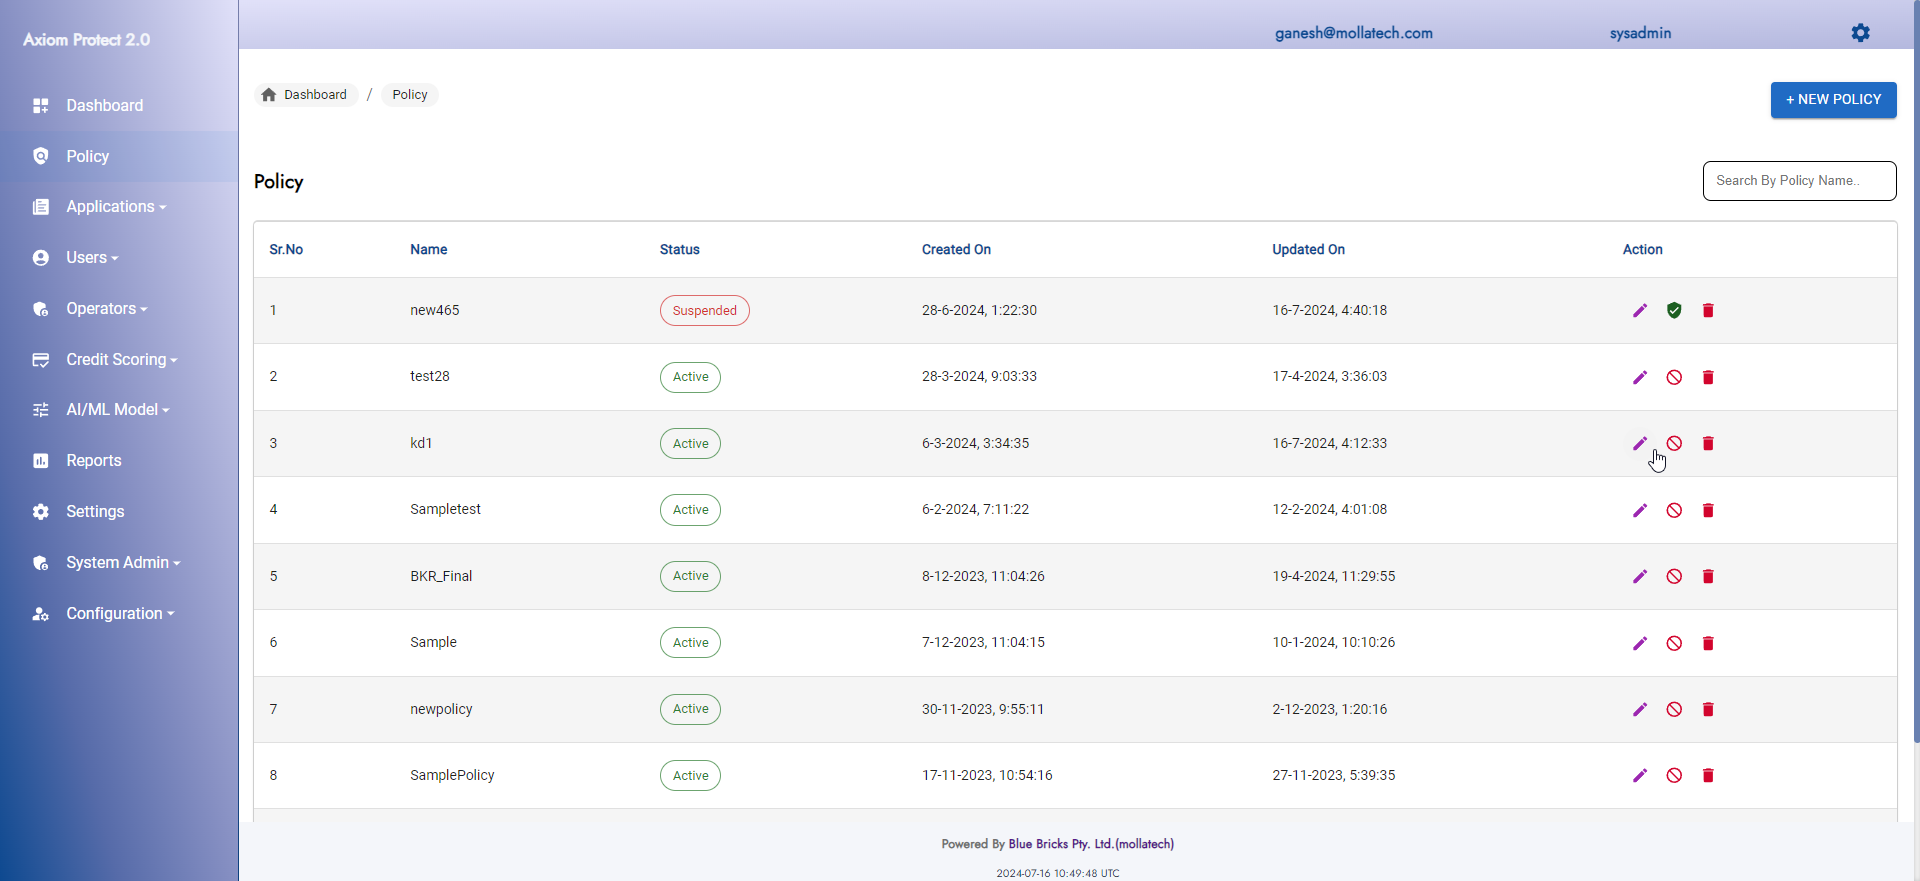 Axiom Protect 2.0
ganesh@mollatech.com sysadmin
Dashboard
Policy
Applications
Users
Operators
Credit Scoring
AI/ML Model
Reports
Settings
System Admin
Configuration
Dashboard / Policy
+ NEW POLICY
Policy
Search By Policy Name..
Sr.No Name Status Created On Updated On Action
1 new465 Suspended 28-6-2024, 1:22:30 16-7-2024, 4:40:18
2 test28 Active 28-3-2024, 9:03:33 17-4-2024, 3:36:03
3 kd1 Active 6-3-2024, 3:34:35 16-7-2024, 4:12:33
4 Sampletest Active 6-2-2024, 7:11:22 12-2-2024, 4:01:08
5 BKR_Final Active 8-12-2023, 11:04:26 19-4-2024, 11:29:55
6 Sample Active 7-12-2023, 11:04:15 10-1-2024, 10:10:26
7 newpolicy Active 30-11-2023, 9:55:11 2-12-2023, 1:20:16
8 SamplePolicy Active 17-11-2023, 10:54:16 27-11-2023, 5:39:35
Powered By Blue Bricks Pty. Ltd.(mollatech)
2024-07-16 10:49:48 UTC